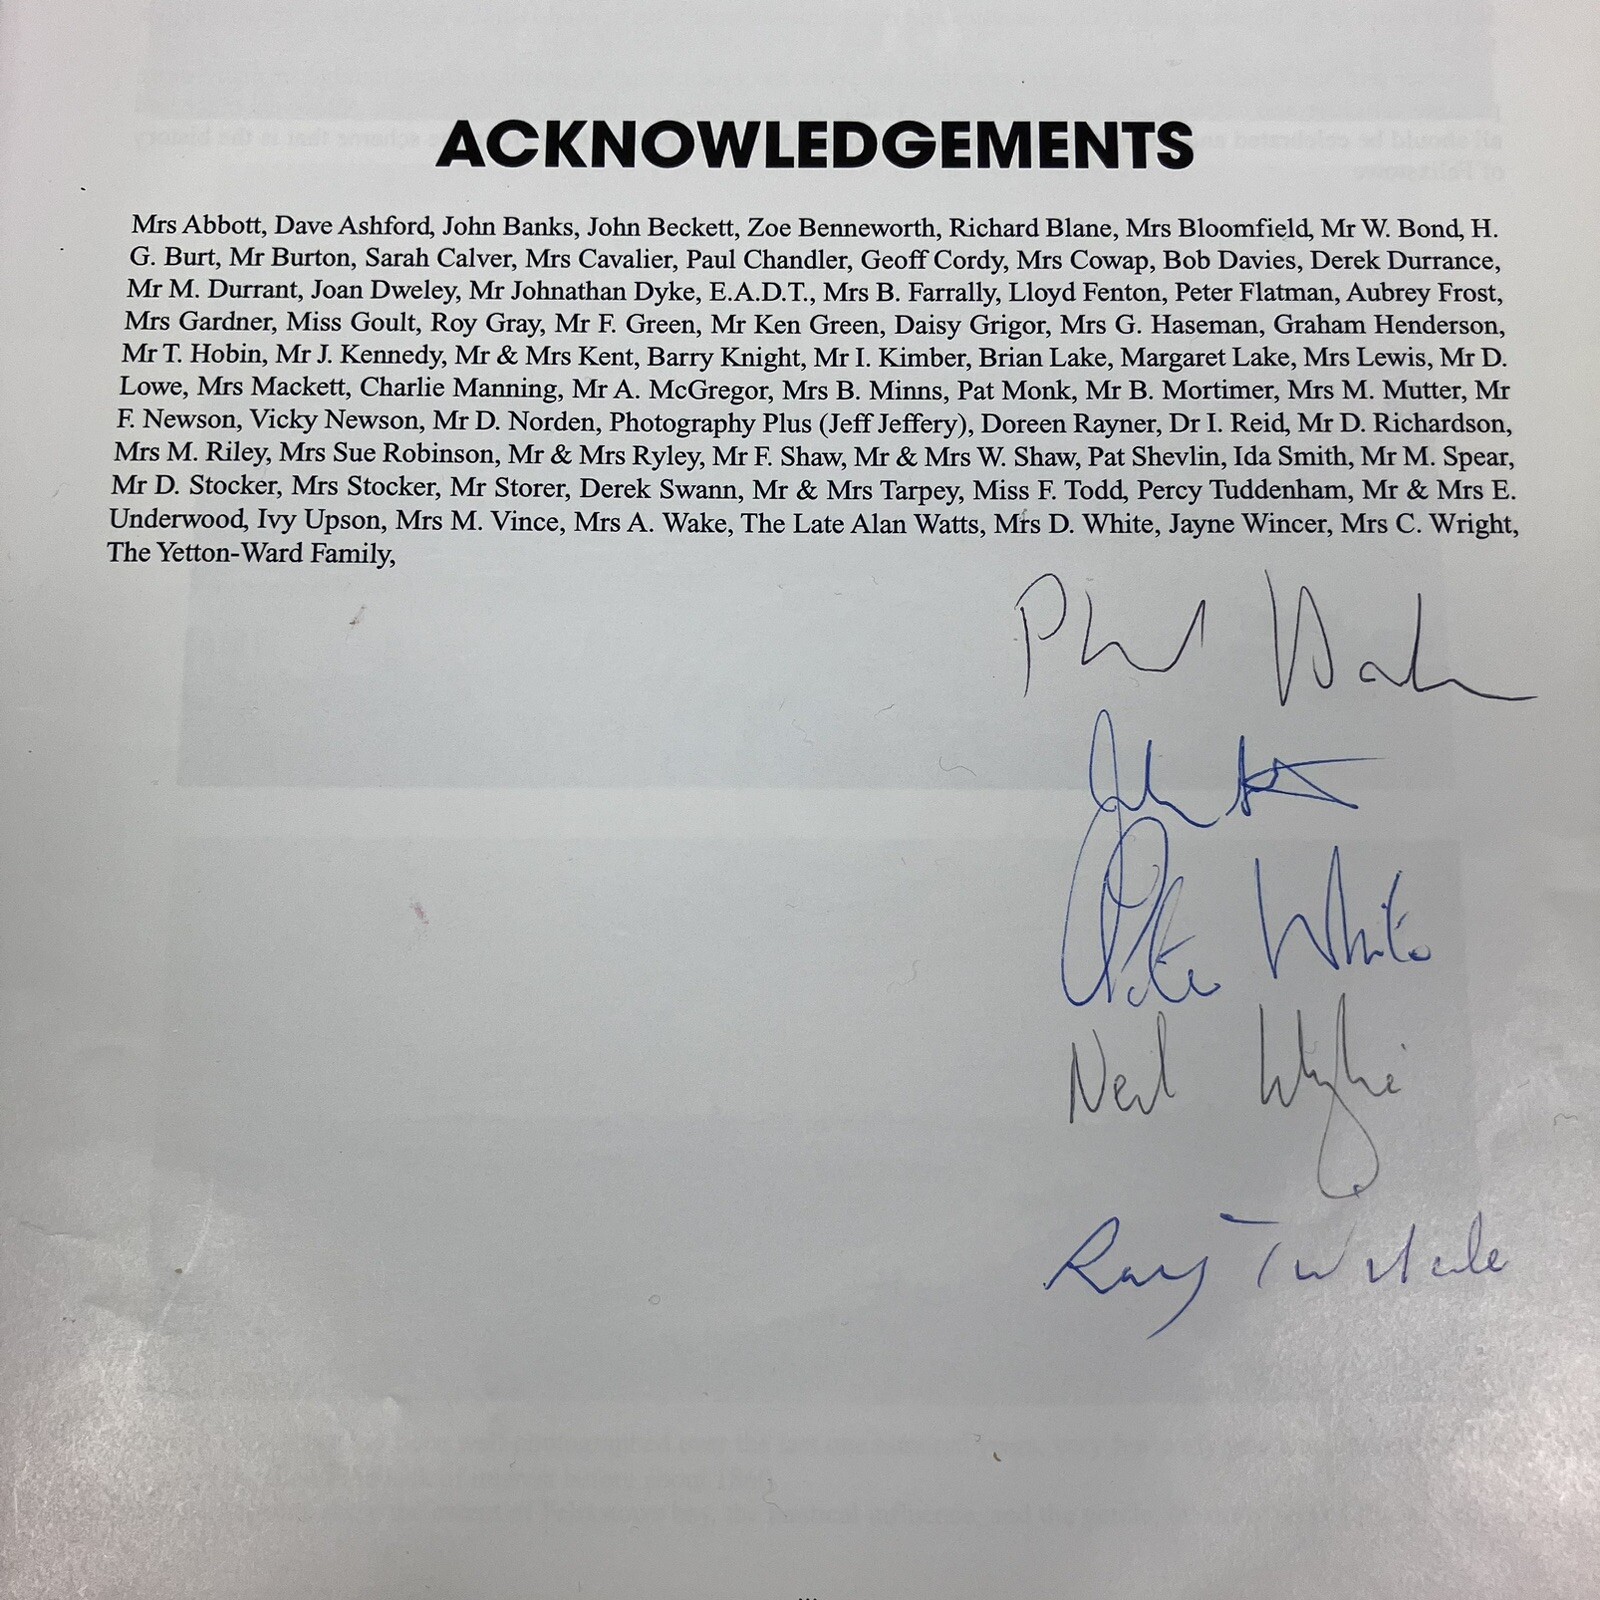 ACKNOWLEDGEMENTS
Mrs Abbott, Dave Ashford, John Banks, John Beckett, Zoe Benneworth, Richard Blane, Mrs Bloomfield, Mr W. Bond, H.
G. Burt, Mr Burton, Sarah Calver, Mrs Cavalier, Paul Chandler, Geoff Cordy, Mrs Cowap, Bob Davies, Derek Durrance,
Mr M. Durrant, Joan Dweley, Mr Johnathan Dyke, E.A.D.T., Mrs B. Farrally, Lloyd Fenton, Peter Flatman, Aubrey Frost,
Mrs Gardner, Miss Goult, Roy Gray, Mr F. Green, Mr Ken Green, Daisy Grigor, Mrs G. Haseman, Graham Henderson,
Mr T. Hobin, Mr J. Kennedy, Mr & Mrs Kent, Barry Knight, Mr I. Kimber, Brian Lake, Margaret Lake, Mrs Lewis, Mr D.
Lowe, Mrs Mackett, Charlie Manning, Mr A. McGregor, Mrs B. Minns, Pat Monk, Mr B. Mortimer, Mrs M. Mutter, Mr
F. Newson, Vicky Newson, Mr D. Norden, Photography Plus (Jeff Jeffery), Doreen Rayner, Dr I. Reid, Mr D. Richardson,
Mrs M. Riley, Mrs Sue Robinson, Mr & Mrs Ryley, Mr F. Shaw, Mr & Mrs W. Shaw, Pat Shevlin, Ida Smith, Mr M. Spear,
Mr D. Stocker, Mrs Stocker, Mr Storer, Derek Swann, Mr & Mrs Tarpey, Miss F. Todd, Percy Tuddenham, Mr & Mrs E.
Underwood, Ivy Upson, Mrs M. Vince, Mrs A. Wake, The Late Alan Watts, Mrs D. White, Jayne Wincer, Mrs C. Wright,
The Yetton-Ward Family,
Phil
John
Peter White
Neil Wylie
Ray